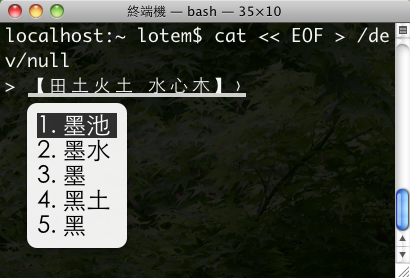 終端機 — bash — 35×10
localhost:~ lotem$ cat << EOF > /de
v/null
> 【田土火土 水心木】›
1. 墨池
2. 墨水
3. 墨
4. 黑土
5. 黑